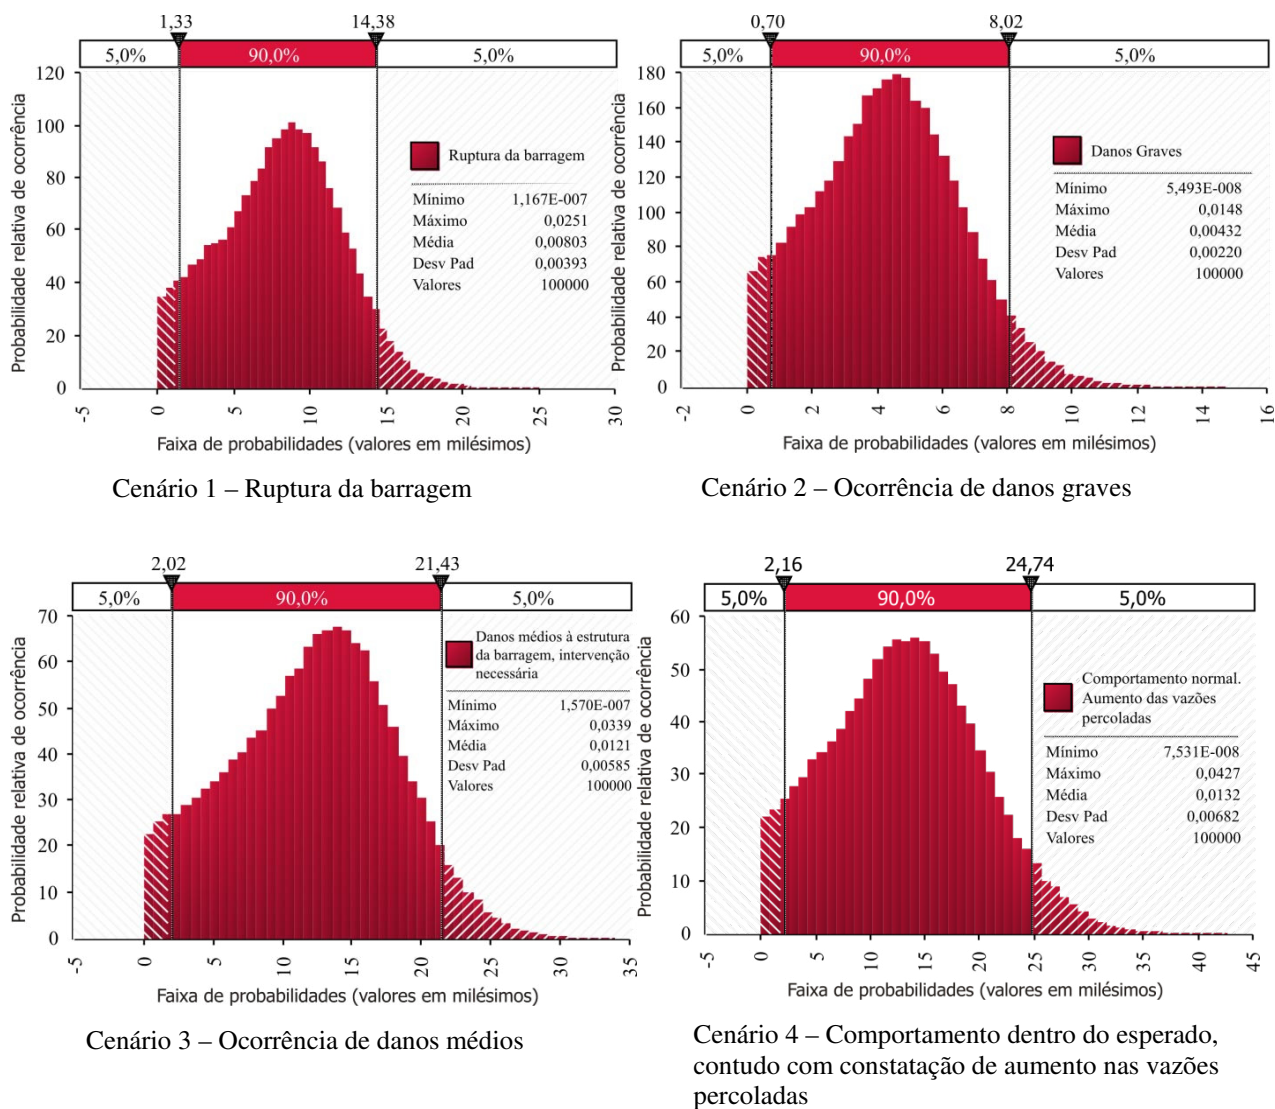 1,33
14,38
5.0%
90,0%
5.0%
120
100
80
60
40
20
0
Probabilidade relativa de ocorrência
Ruptura da barragem
Mínimo 1,167E-007
Máximo 0,0251
Média 0,00803
Desv Pad 0,00393
Valores 100000
-5
0
5
10
15
20
25
30
Faixa de probabilidades (valores em milésimos)
Cenário 1 – Ruptura da barragem
0,70
8,02
5.0%
90,0%
5.0%
180
160
140
120
100
80
60
40
20
0
Probabilidade relativa de ocorrência
Danos Graves
Mínimo 5,493E-008
Máximo 0,0148
Média 0,00432
Desv Pad 0,00220
Valores 100000
-2
0
2
4
6
8
10
12
14
16
Faixa de probabilidades (valores em milésimos)
Cenário 2 – Ocorrência de danos graves
2,02
21,43
5,0%
90,0%
5,0%
70
60
50
40
30
20
10
0
Probabilidade relativa de ocorrência
Danos médios à estrutura
da barragem, intervenção
necessária
Mínimo 1,570E-007
Máximo 0,0339
Média 0,0121
Desv Pad 0,00585
Valores 100000
-5
0
5
10
15
20
25
30
35
Faixa de probabilidades (valores em milésimos)
Cenário 3 – Ocorrência de danos médios
2,16
24,74
5,0%
90,0%
5,0%
60
50
40
30
20
10
0
Probabilidade relativa de ocorrência
Comportamento normal.
Aumento das vazões
percoladas
Mínimo 7,531E-008
Máximo 0,0427
Média 0,0132
Desv Pad 0,00682
Valores 100000
-5
0
5
10
15
20
25
30
35
40
45
Faixa de probabilidades (valores em milésimos)
Cenário 4 – Comportamento dentro do esperado,
contudo com constatação de aumento nas vazões
percoladas